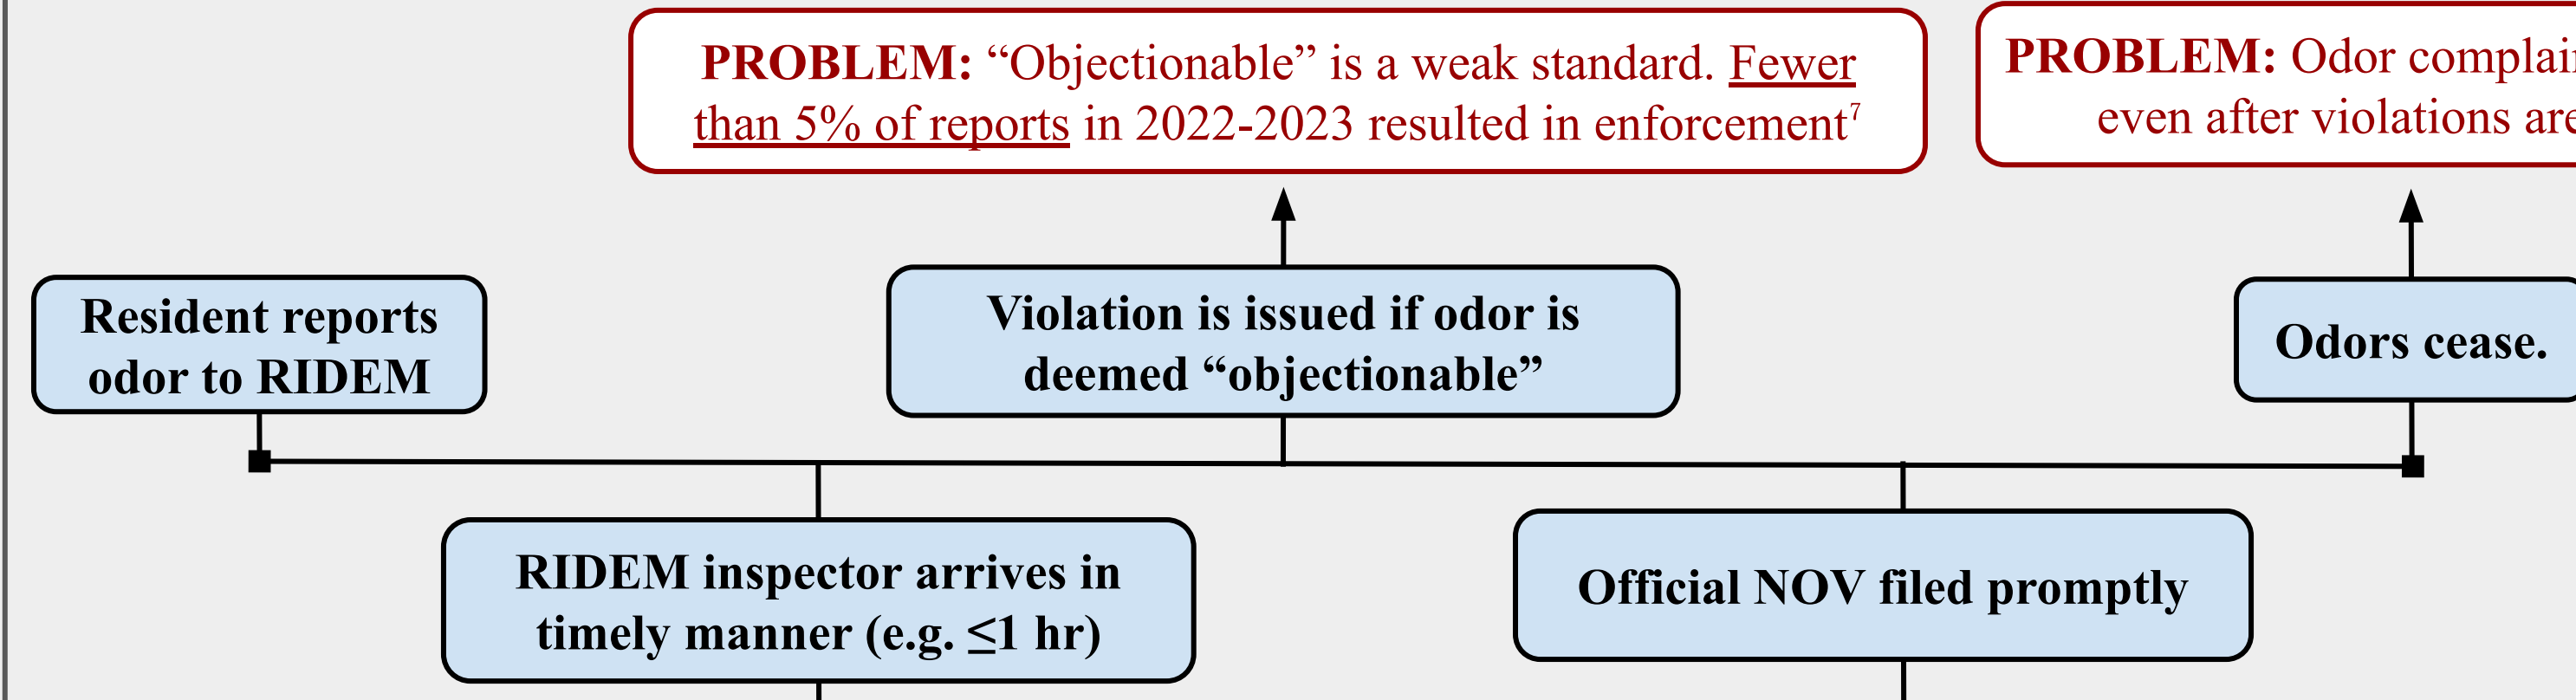 PROBLEM: “Objectionable” is a weak standard. Fewer
than 5% of reports in 2022-2023 resulted in enforcement⁷
PROBLEM: Odor
even after violations are
Resident reports
odor to RIDEM
Violation is issued if odor is
deemed “objectionable”
Odors cease.
RIDEM inspector arrives in
timely manner (e.g. ≤1 hr)
Official NOV filed promptly